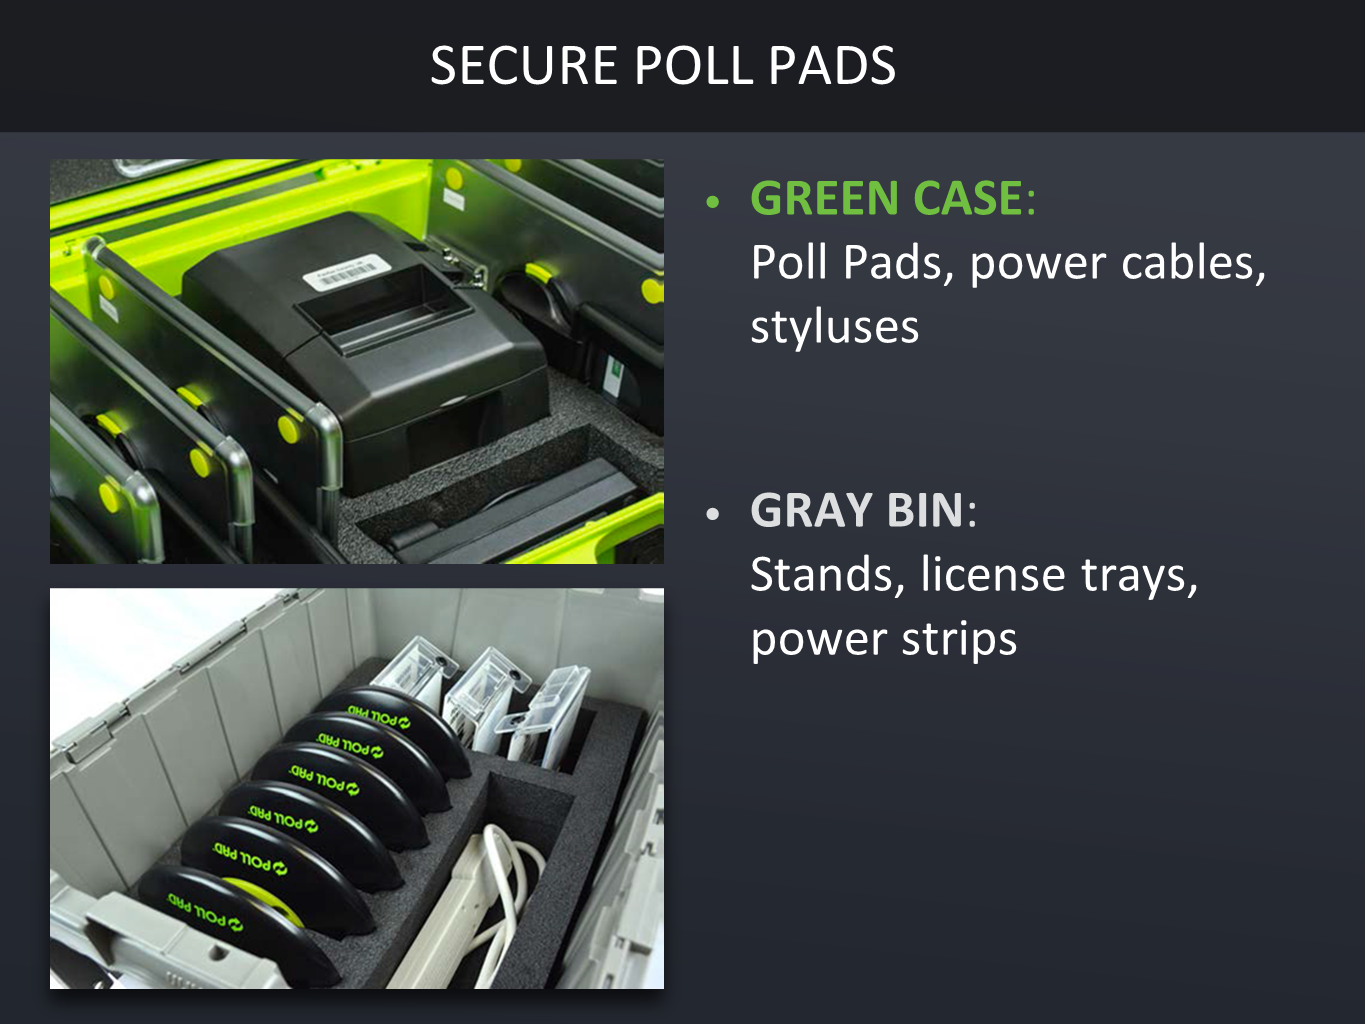 SECURE POLL PADS
• GREEN CASE:
Poll Pads, power cables,
styluses
• GRAY BIN:
Stands, license trays,
power strips
POLL PAD
POLL PAD
POLL PAD
POLL PAD
POLL PAD
POLL PAD